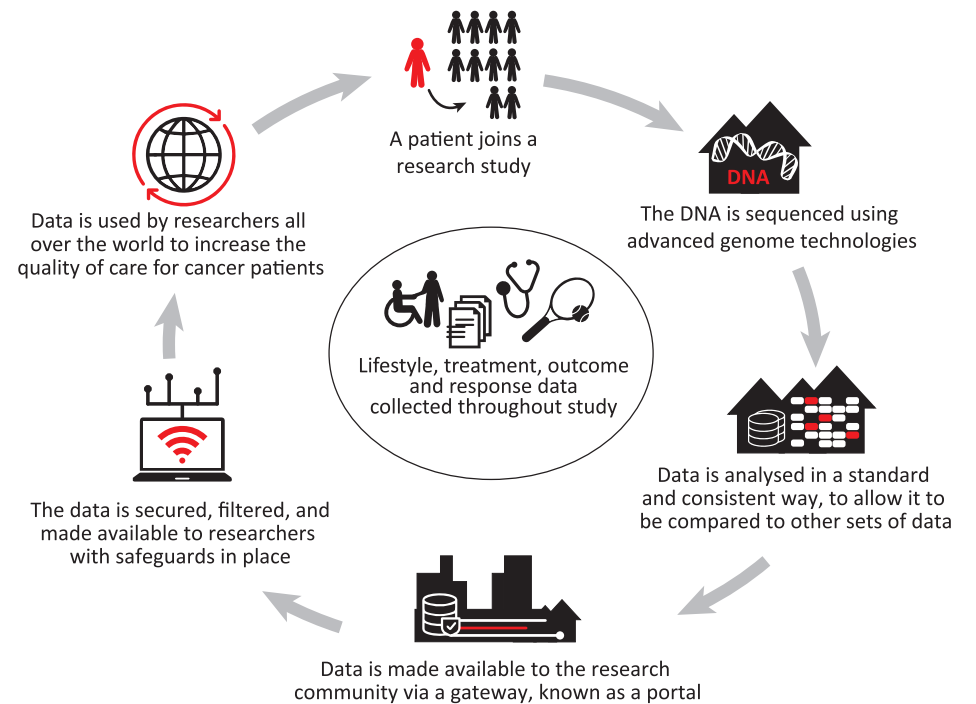 A patient joins a
research study
DNA
The DNA is sequenced using
advanced genome technologies
Data is analysed in a standard
and consistent way, to allow it to
be compared to other sets of data
Data is made available to the research
community via a gateway, known as a portal
The data is secured, filtered, and
made available to researchers
with safeguards in place
Data is used by researchers all
over the world to increase the
quality of care for cancer patients
Lifestyle, treatment, outcome
and response data
collected throughout study